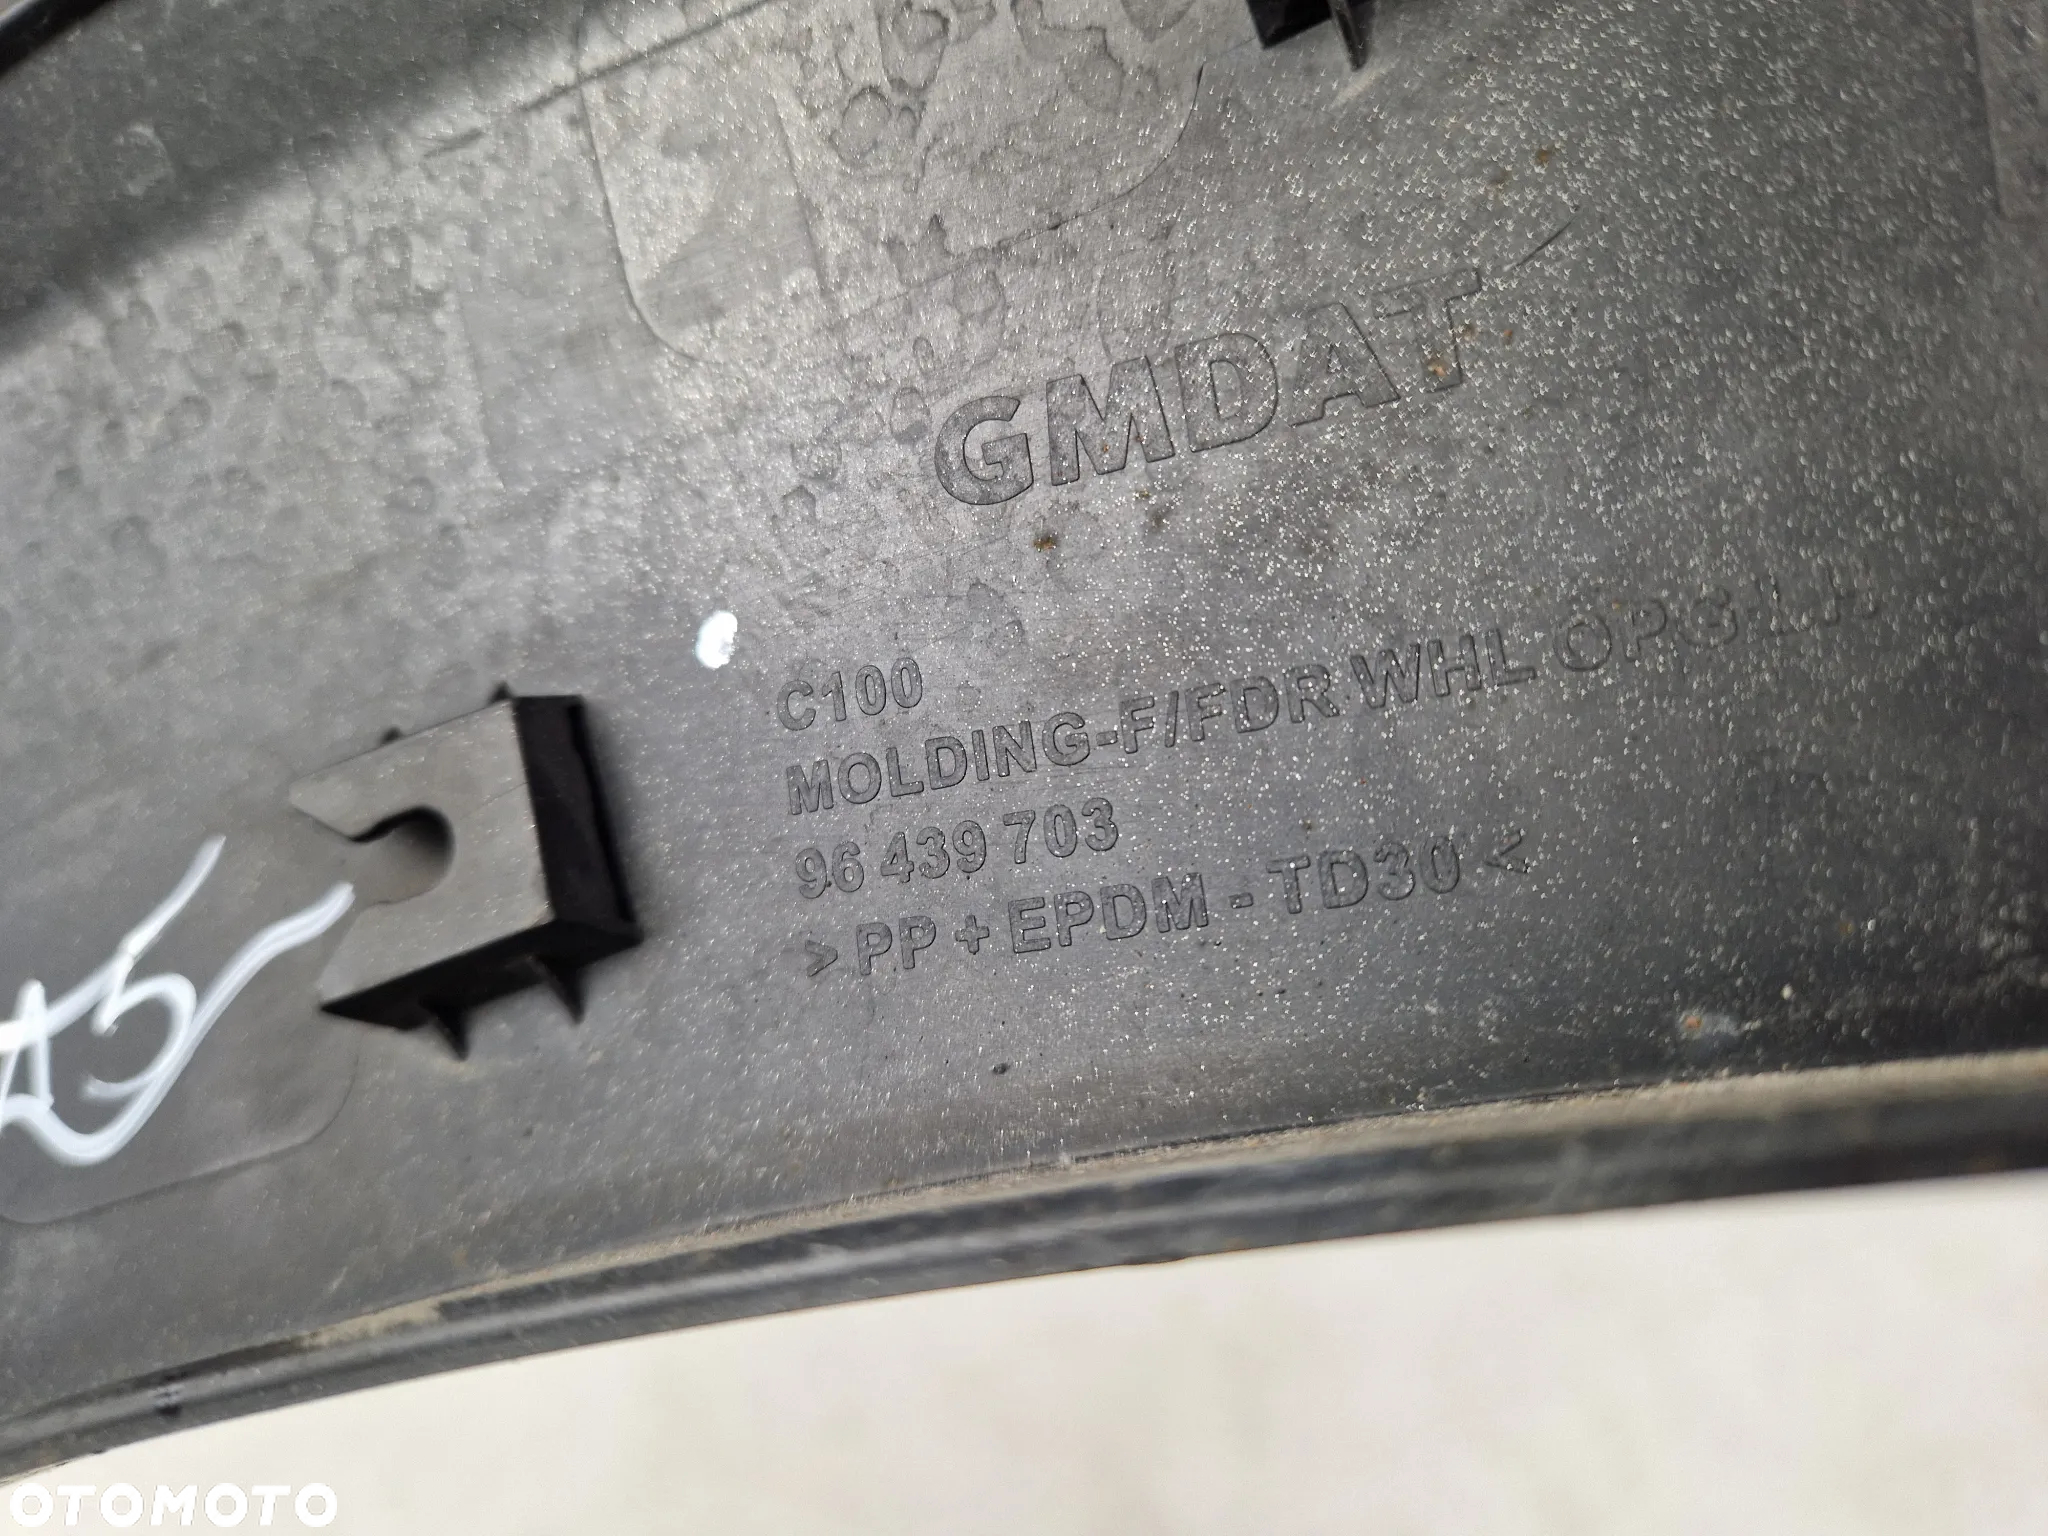 GMDAT
C100
MOLDING-F/FDR WHL OPG LH
96 439 703
>PP + EPDM - TD30<
OTOMOTO